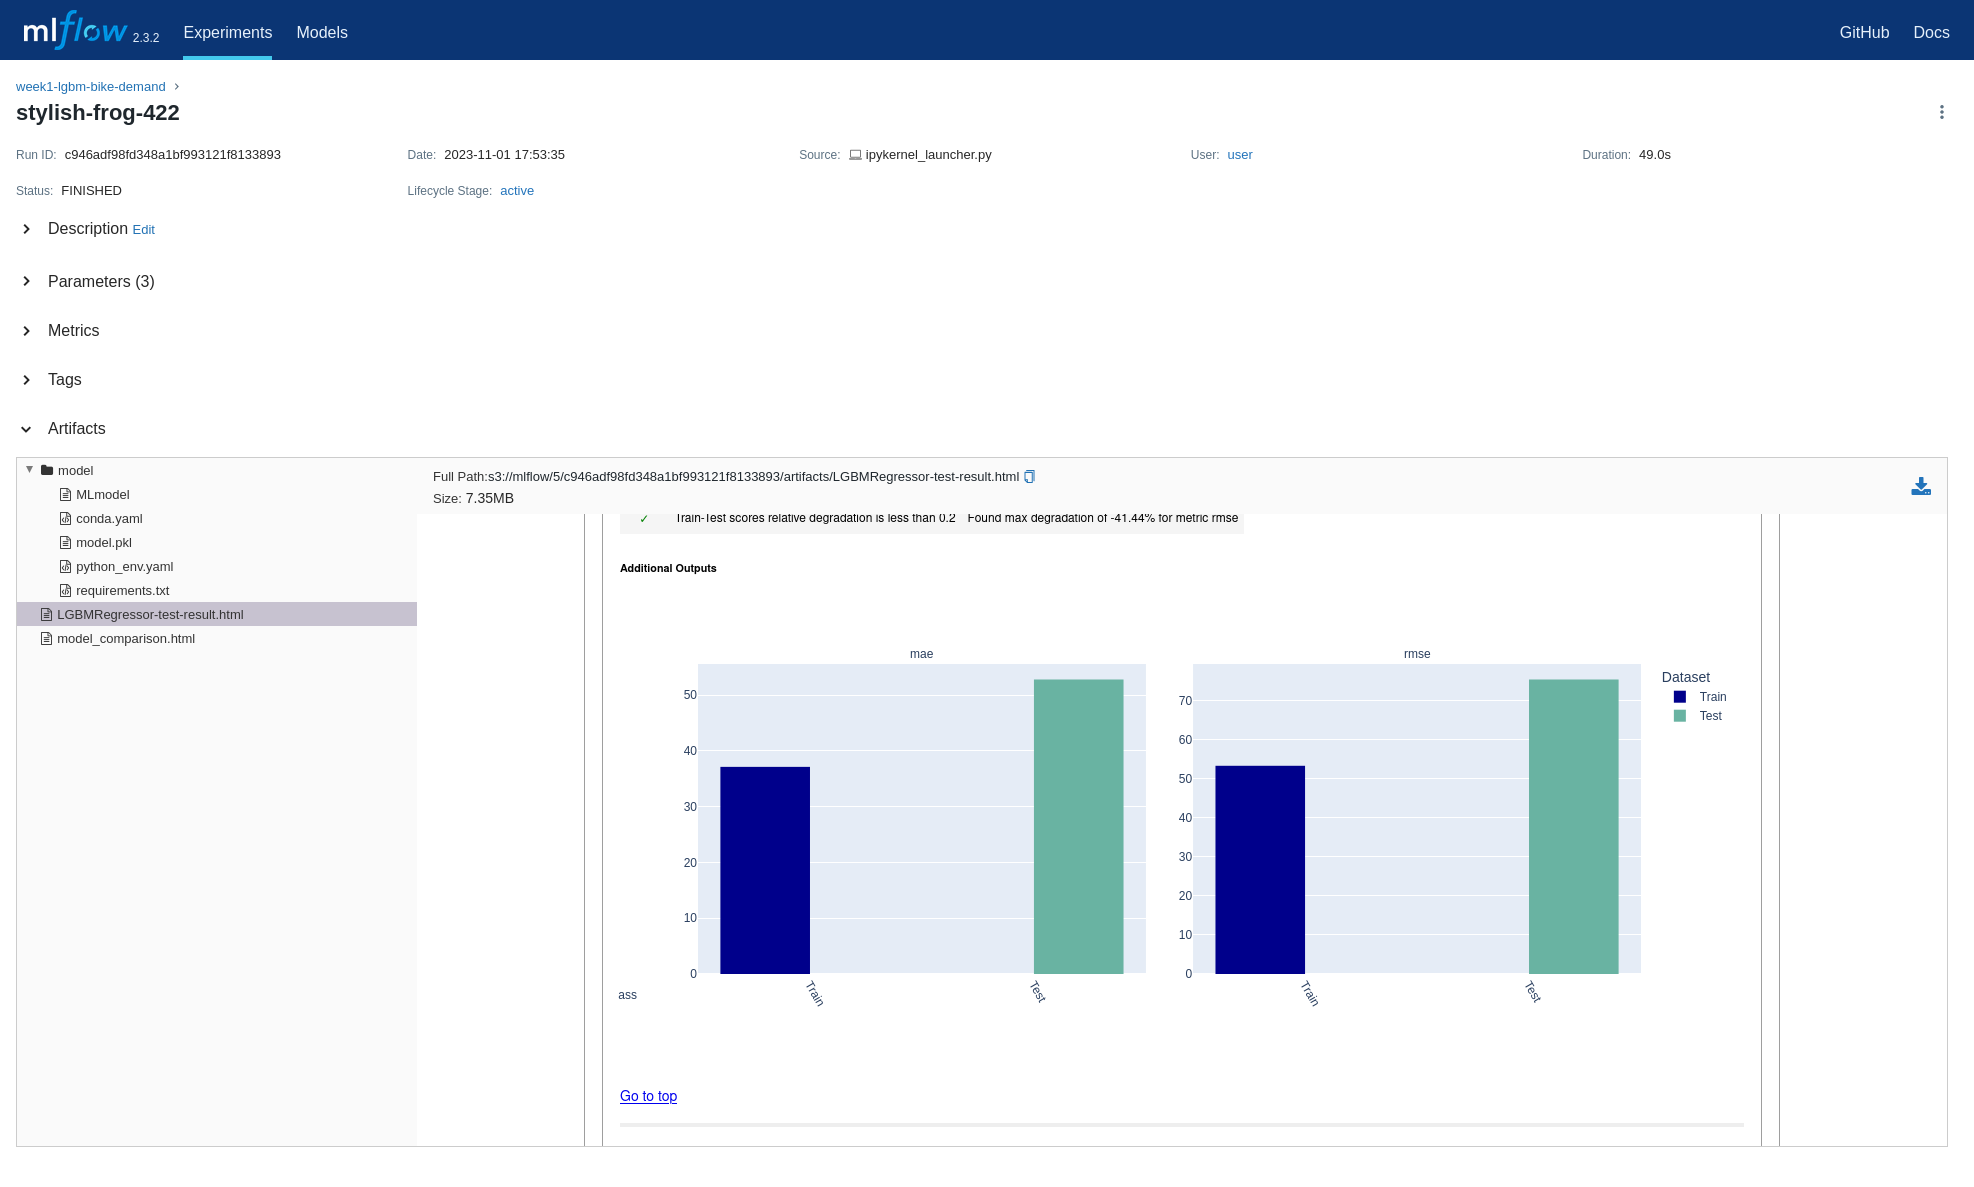 mlflow 2.3.2 Experiments Models GitHub Docs
week1-lgbm-bike-demand
stylish-frog-422
Run ID: c946adf98fd348a1bf993121f8133893 Date: 2023-11-01 17:53:35 Source: ipykernel_launcher.py User: user Duration: 49.0s
Status: FINISHED Lifecycle Stage: active
Description Edit
Parameters (3)
Metrics
Tags
Artifacts
model
MLmodel
conda.yaml
model.pkl
python_env.yaml
requirements.txt
LGBMRegressor-test-result.html
model_comparison.html
Full Path:s3://mlflow/5/c946adf98fd348a1bf993121f8133893/artifacts/LGBMRegressor-test-result.html
Size: 7.35MB
✓ Train-Test scores relative degradation is less than 0.2 Found max degradation of -41.44% for metric rmse
Additional Outputs
mae
50
40
30
20
10
0
Train Test
ass
rmse
70
60
50
40
30
20
10
0
Train Test
Dataset
Train
Test
Go to top